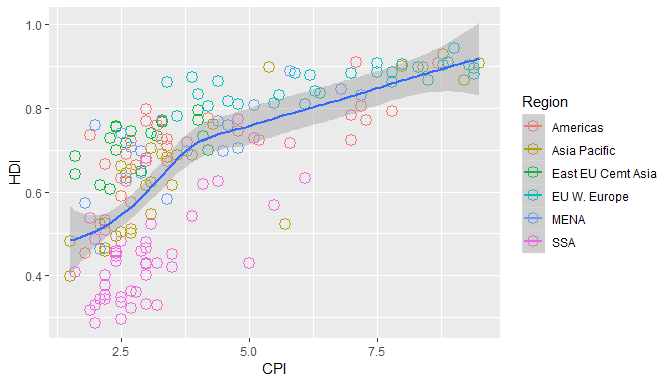 1.0
0.8
0.6
0.4
HDI
2.5
5.0
7.5
CPI
Region
Americas
Asia Pacific
East EU Cemt Asia
EU W. Europe
MENA
SSA